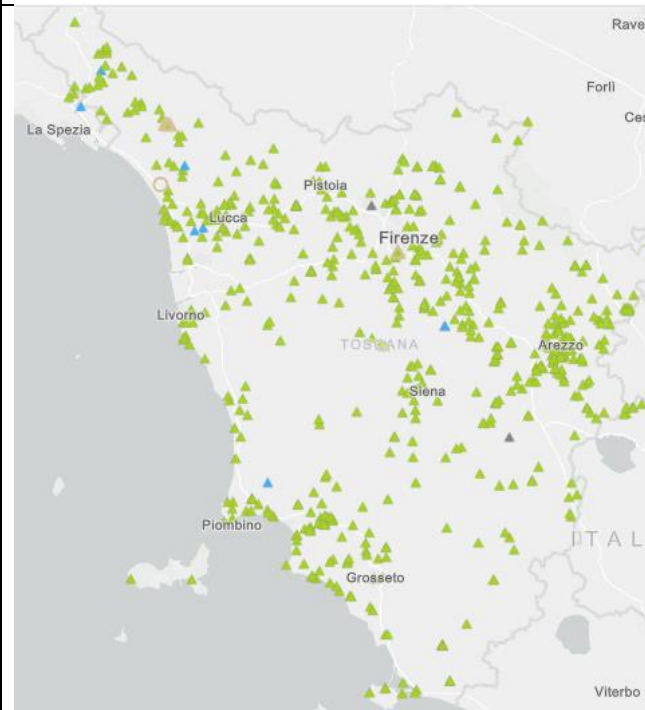 Rave
Forlì
Ces
La Spezia
Pistoia
Lucca
Firenze
Livorno
TOSCANA
Arezzo
Siena
Piombino
ITAL
Grosseto
Viterbo